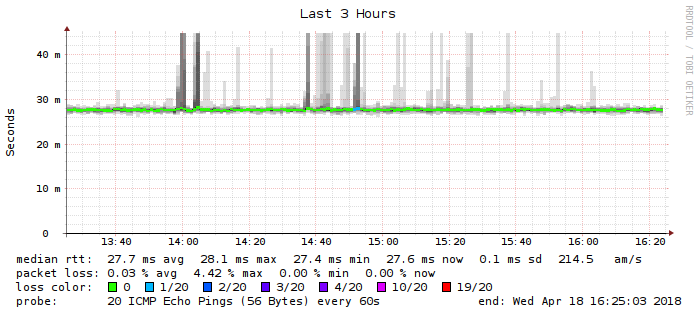 Last 3 Hours
RRDTOOL / TOBI OETIKER
Seconds
40 m
30 m
20 m
10 m
0
13:40 14:00 14:20 14:40 15:00 15:20 15:40 16:00 16:20
median rtt: 27.7 ms avg 28.1 ms max 27.4 ms min 27.6 ms now 0.1 ms sd 214.5 am/s
packet loss: 0.03 % avg 4.42 % max 0.00 % min 0.00 % now
loss color: 0 1/20 2/20 3/20 4/20 10/20 19/20
probe: 20 ICMP Echo Pings (56 Bytes) every 60s end: Wed Apr 18 16:25:03 2018